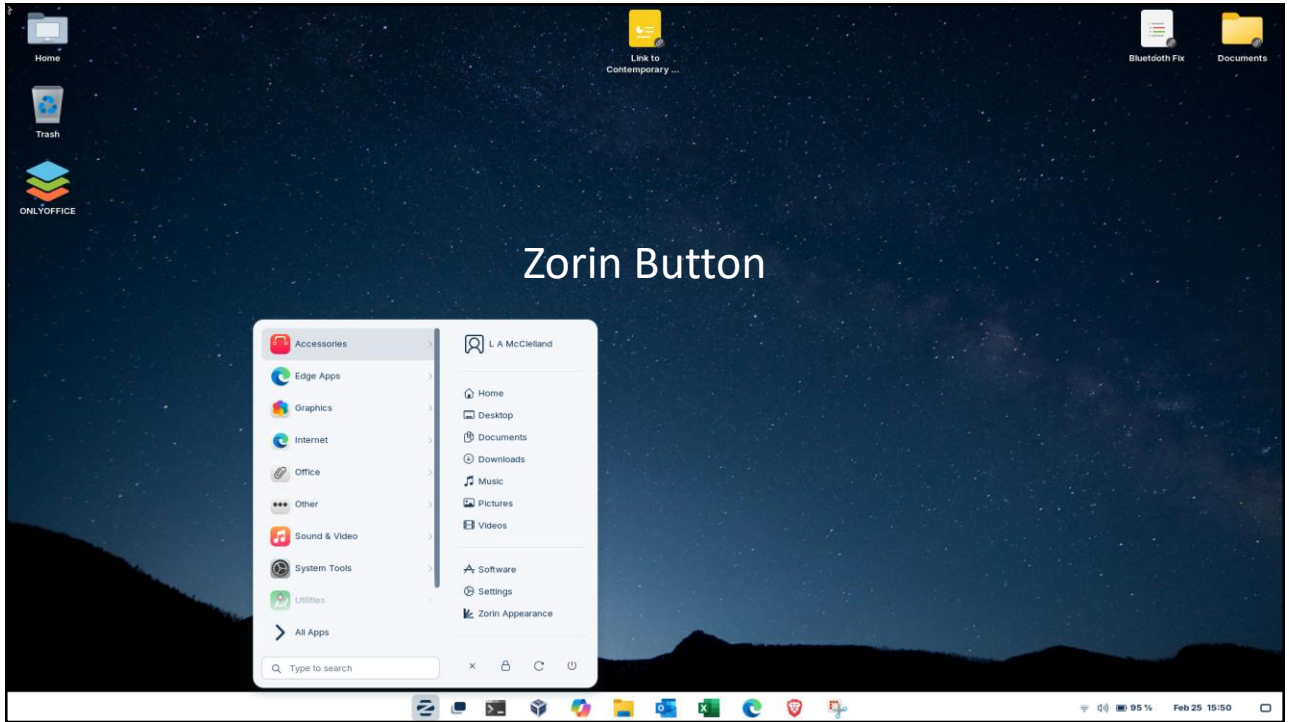 Home
Link to
Contemporary ...
Bluetooth Fix
Documents
Trash
ONLYOFFICE
Zorin Button
Accessories
Edge Apps
Graphics
Internet
Office
Other
Sound & Video
System Tools
Utilities
All Apps
Type to search
L A McClelland
Home
Desktop
Documents
Downloads
Music
Pictures
Videos
Software
Settings
Zorin Appearance
95 %
Feb 25 15:50